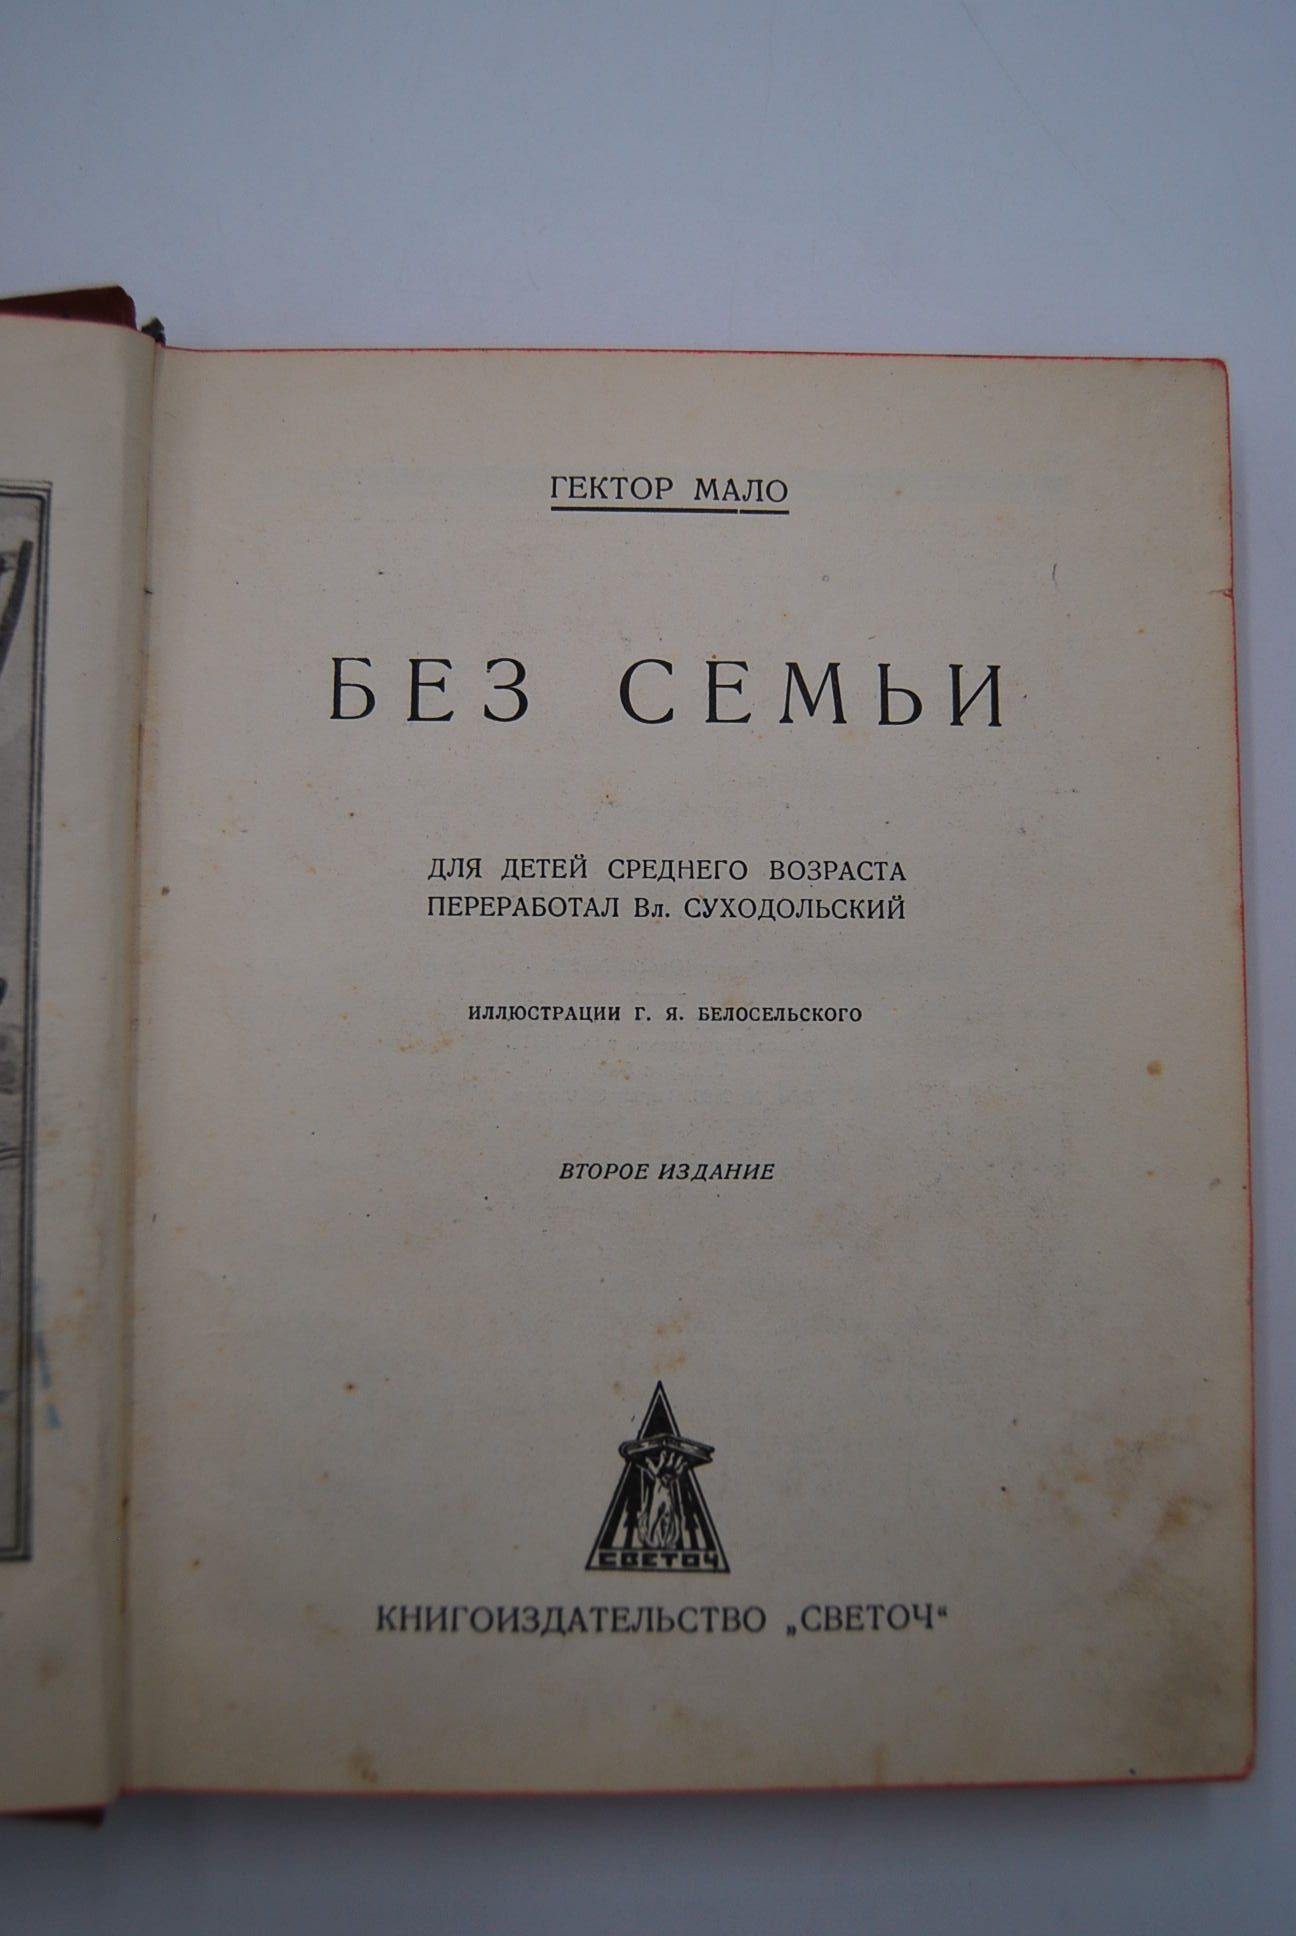 ГЕКТОР МАЛО
БЕЗ СЕМЬИ
ДЛЯ ДЕТЕЙ СРЕДНЕГО ВОЗРАСТА
ПЕРЕРАБОТАЛ Вл. СУХОДОЛЬСКИЙ
ИЛЛЮСТРАЦИИ Г. Я. БЕЛОСЕЛЬСКОГО
ВТОРОЕ ИЗДАНИЕ
СВЕТОЧ
КНИГОИЗДАТЕЛЬСТВО „СВЕТОЧ“